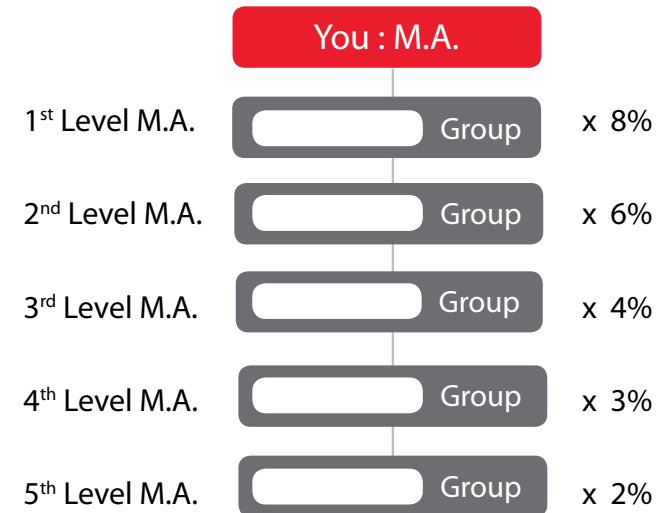 You : M.A.
1st Level M.A. Group x 8%
2nd Level M.A. Group x 6%
3rd Level M.A. Group x 4%
4th Level M.A. Group x 3%
5th Level M.A. Group x 2%